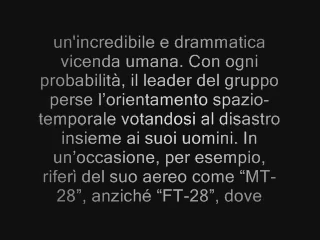 un'incredibile e drammatica
vicenda umana. Con ogni
probabilità, il leader del gruppo
perse l’orientamento spazio-
temporale votandosi al disastro
insieme ai suoi uomini. In
un’occasione, per esempio,
riferì del suo aereo come “MT-
28”, anziché “FT-28”, dove